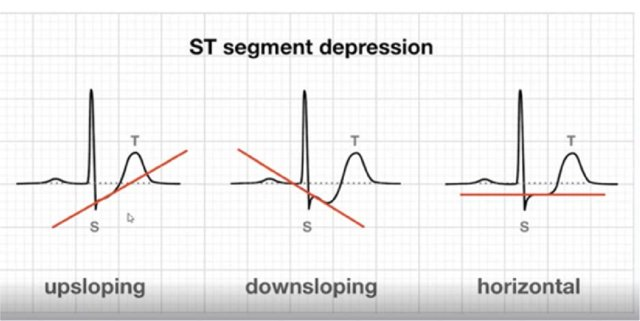 ST segment depression
T
T
T
S
S
S
upsloping
downsloping
horizontal